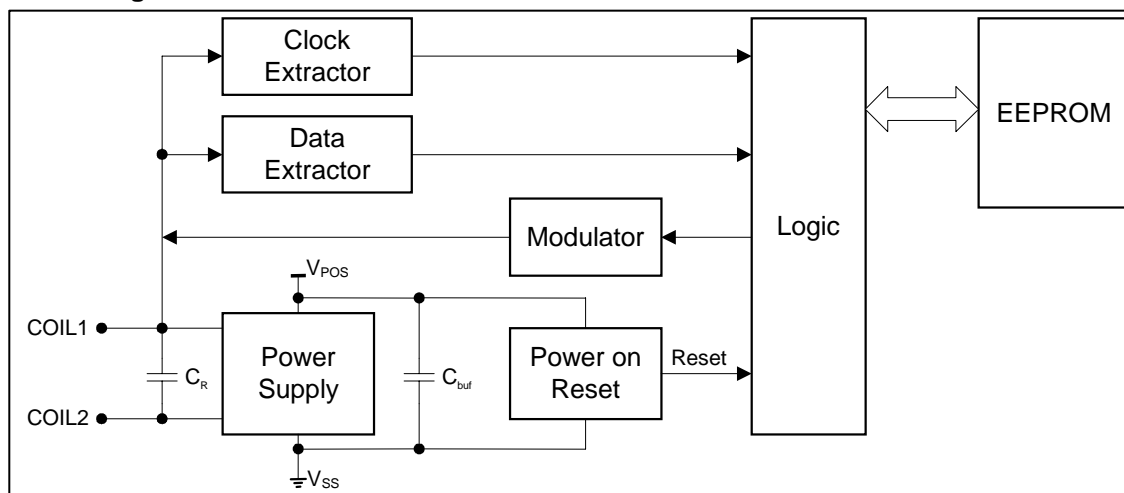 Clock
Extractor
Data
Extractor
Modulator
Logic
EEPROM
VPOS
COIL1
CR
COIL2
Power
Supply
Cbuf
Power on
Reset
Reset
VSS